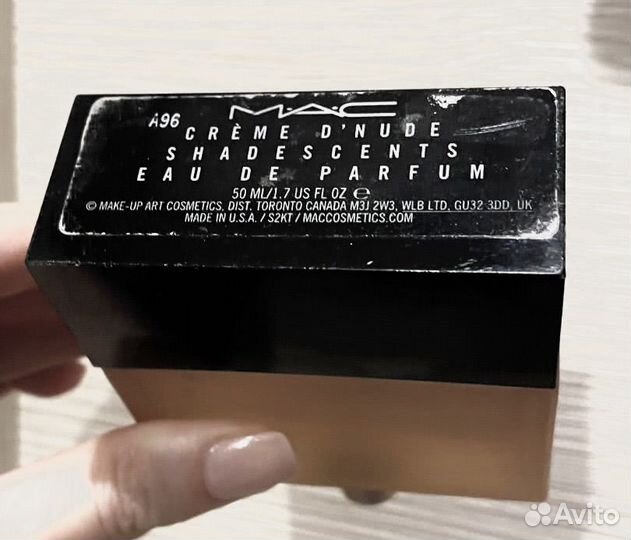 M·A·C
A96
CRÈME D'NUDE
SHADESCENTS
EAU DE PARFUM
50 ML/1.7 US FL OZ ℮
© MAKE-UP ART COSMETICS, DIST. TORONTO CANADA M3J 2W3, WLB LTD, GU32 3DD, UK
MADE IN U.S.A. / S2KT / MACCOSMETICS.COM
Avito